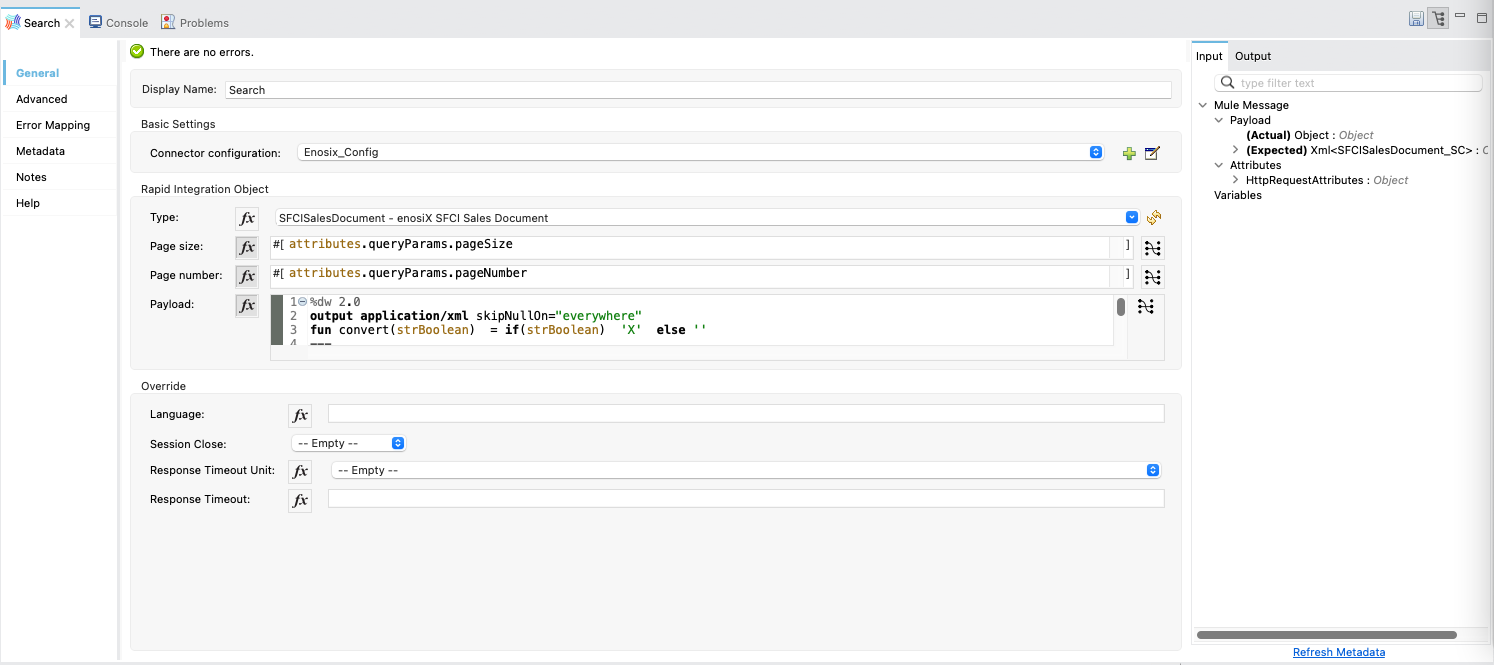 Search
Console
Problems
General
Advanced
Error Mapping
Metadata
Notes
Help
There are no errors.
Display Name: Search
Basic Settings
Connector configuration: Enosix_Config
Rapid Integration Object
Type: fx SFCISalesDocument - enosiX SFCI Sales Document
Page size: fx #[ attributes.queryParams.pageSize ]
Page number: fx #[ attributes.queryParams.pageNumber ]
Payload: fx
1 %dw 2.0
2 output application/xml skipNullOn="everywhere"
3 fun convert(strBoolean) = if(strBoolean) 'X' else ''
4 ---
Override
Language: fx
Session Close: -- Empty --
Response Timeout Unit: fx -- Empty --
Response Timeout: fx
Input Output
type filter text
Mule Message
Payload
(Actual) Object : Object
(Expected) Xml<SFCISalesDocument_SC> :
Attributes
HttpRequestAttributes : Object
Variables
Refresh Metadata